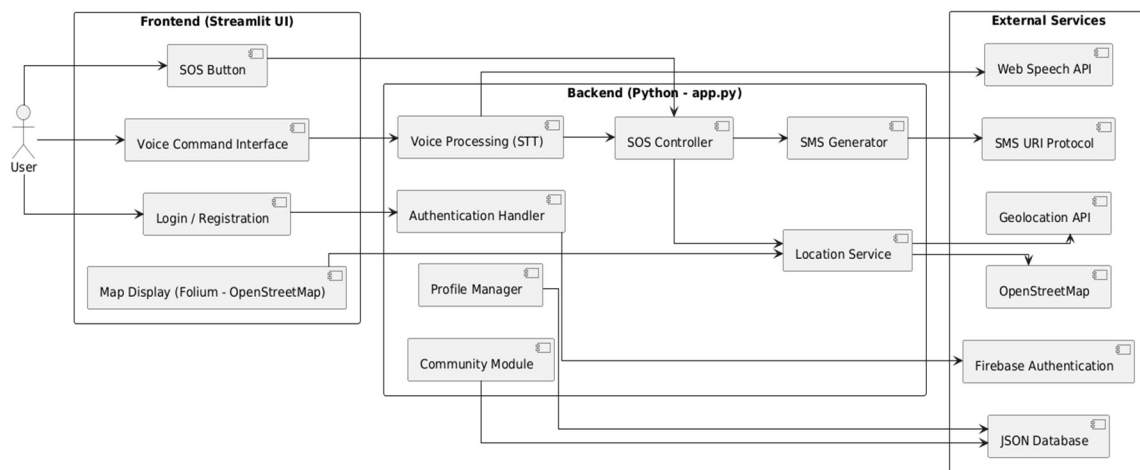 Frontend (Streamlit UI)
External Services
SOS Button
Web Speech API
Backend (Python - app.py)
Voice Command Interface
Voice Processing (STT)
SOS Controller
SMS Generator
SMS URI Protocol
User
Login / Registration
Authentication Handler
Geolocation API
Location Service
Map Display (Folium - OpenStreetMap)
Profile Manager
OpenStreetMap
Community Module
Firebase Authentication
JSON Database